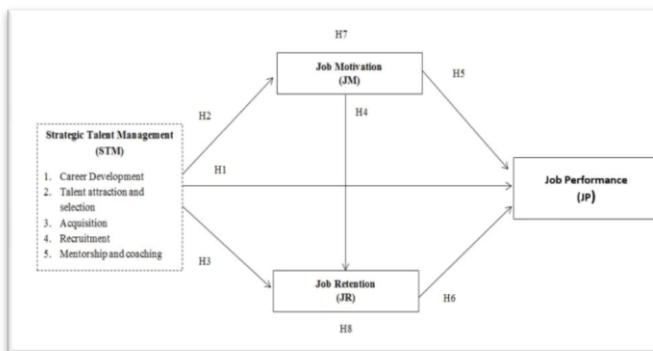 H7
Job Motivation
(JM)
H5
H2
H4
Strategic Talent Management
(STM)
1. Career Development
2. Talent attraction and
selection
3. Acquisition
4. Recruitment
5. Mentorship and coaching
H1
Job Performance
(JP)
H3
Job Retention
(JR)
H6
H8